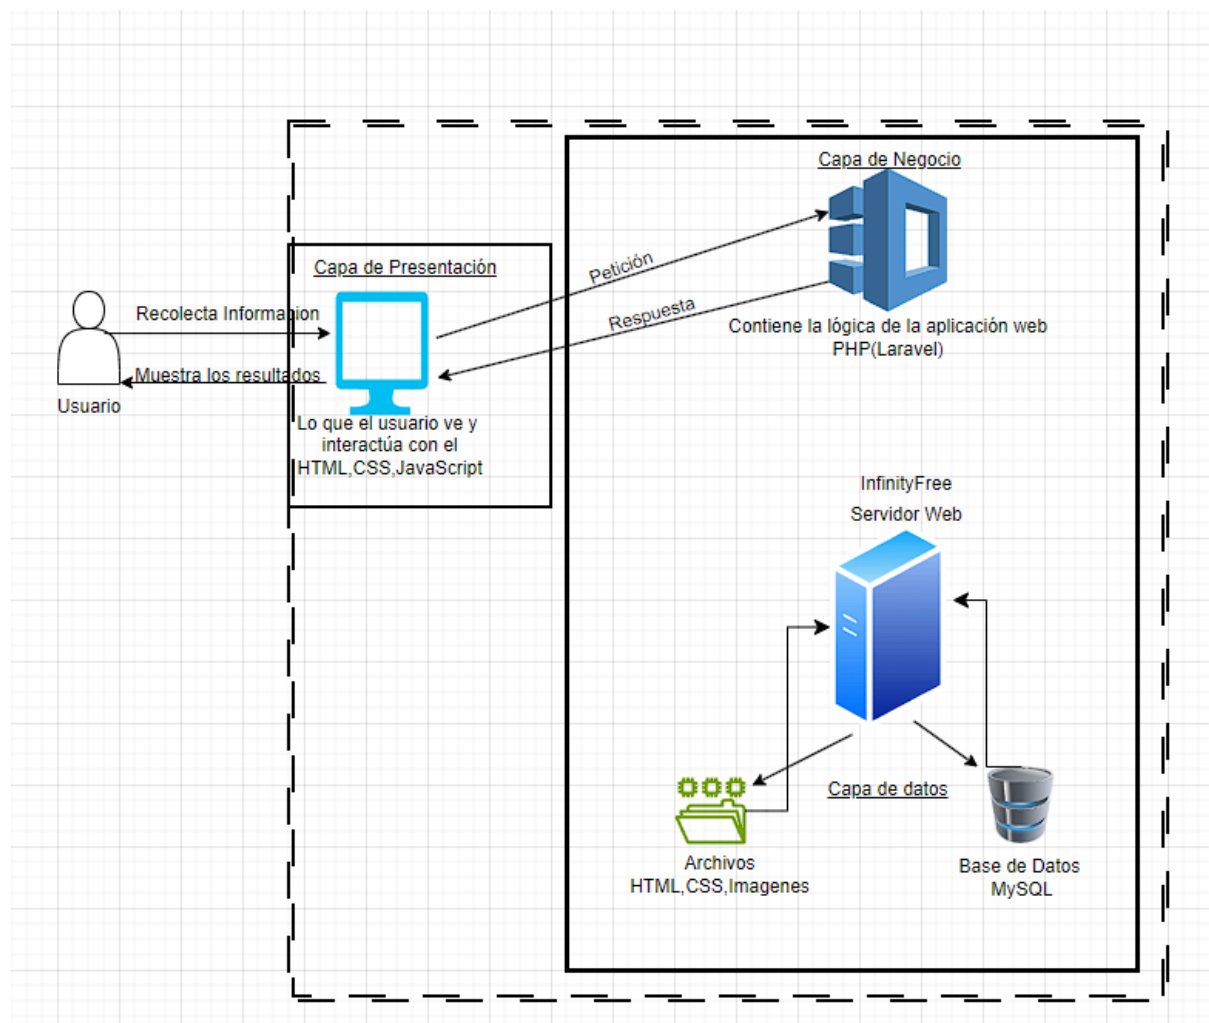 Capa de Negocio
Capa de Presentación
Petición
Recolecta Informacion
Respuesta
Contiene la lógica de la aplicación web
PHP(Laravel)
Muestra los resultados
Usuario
Lo que el usuario ve y
interactúa con el
HTML,CSS,JavaScript
InfinityFree
Servidor Web
Capa de datos
Archivos
HTML,CSS,Imagenes
Base de Datos
MySQL